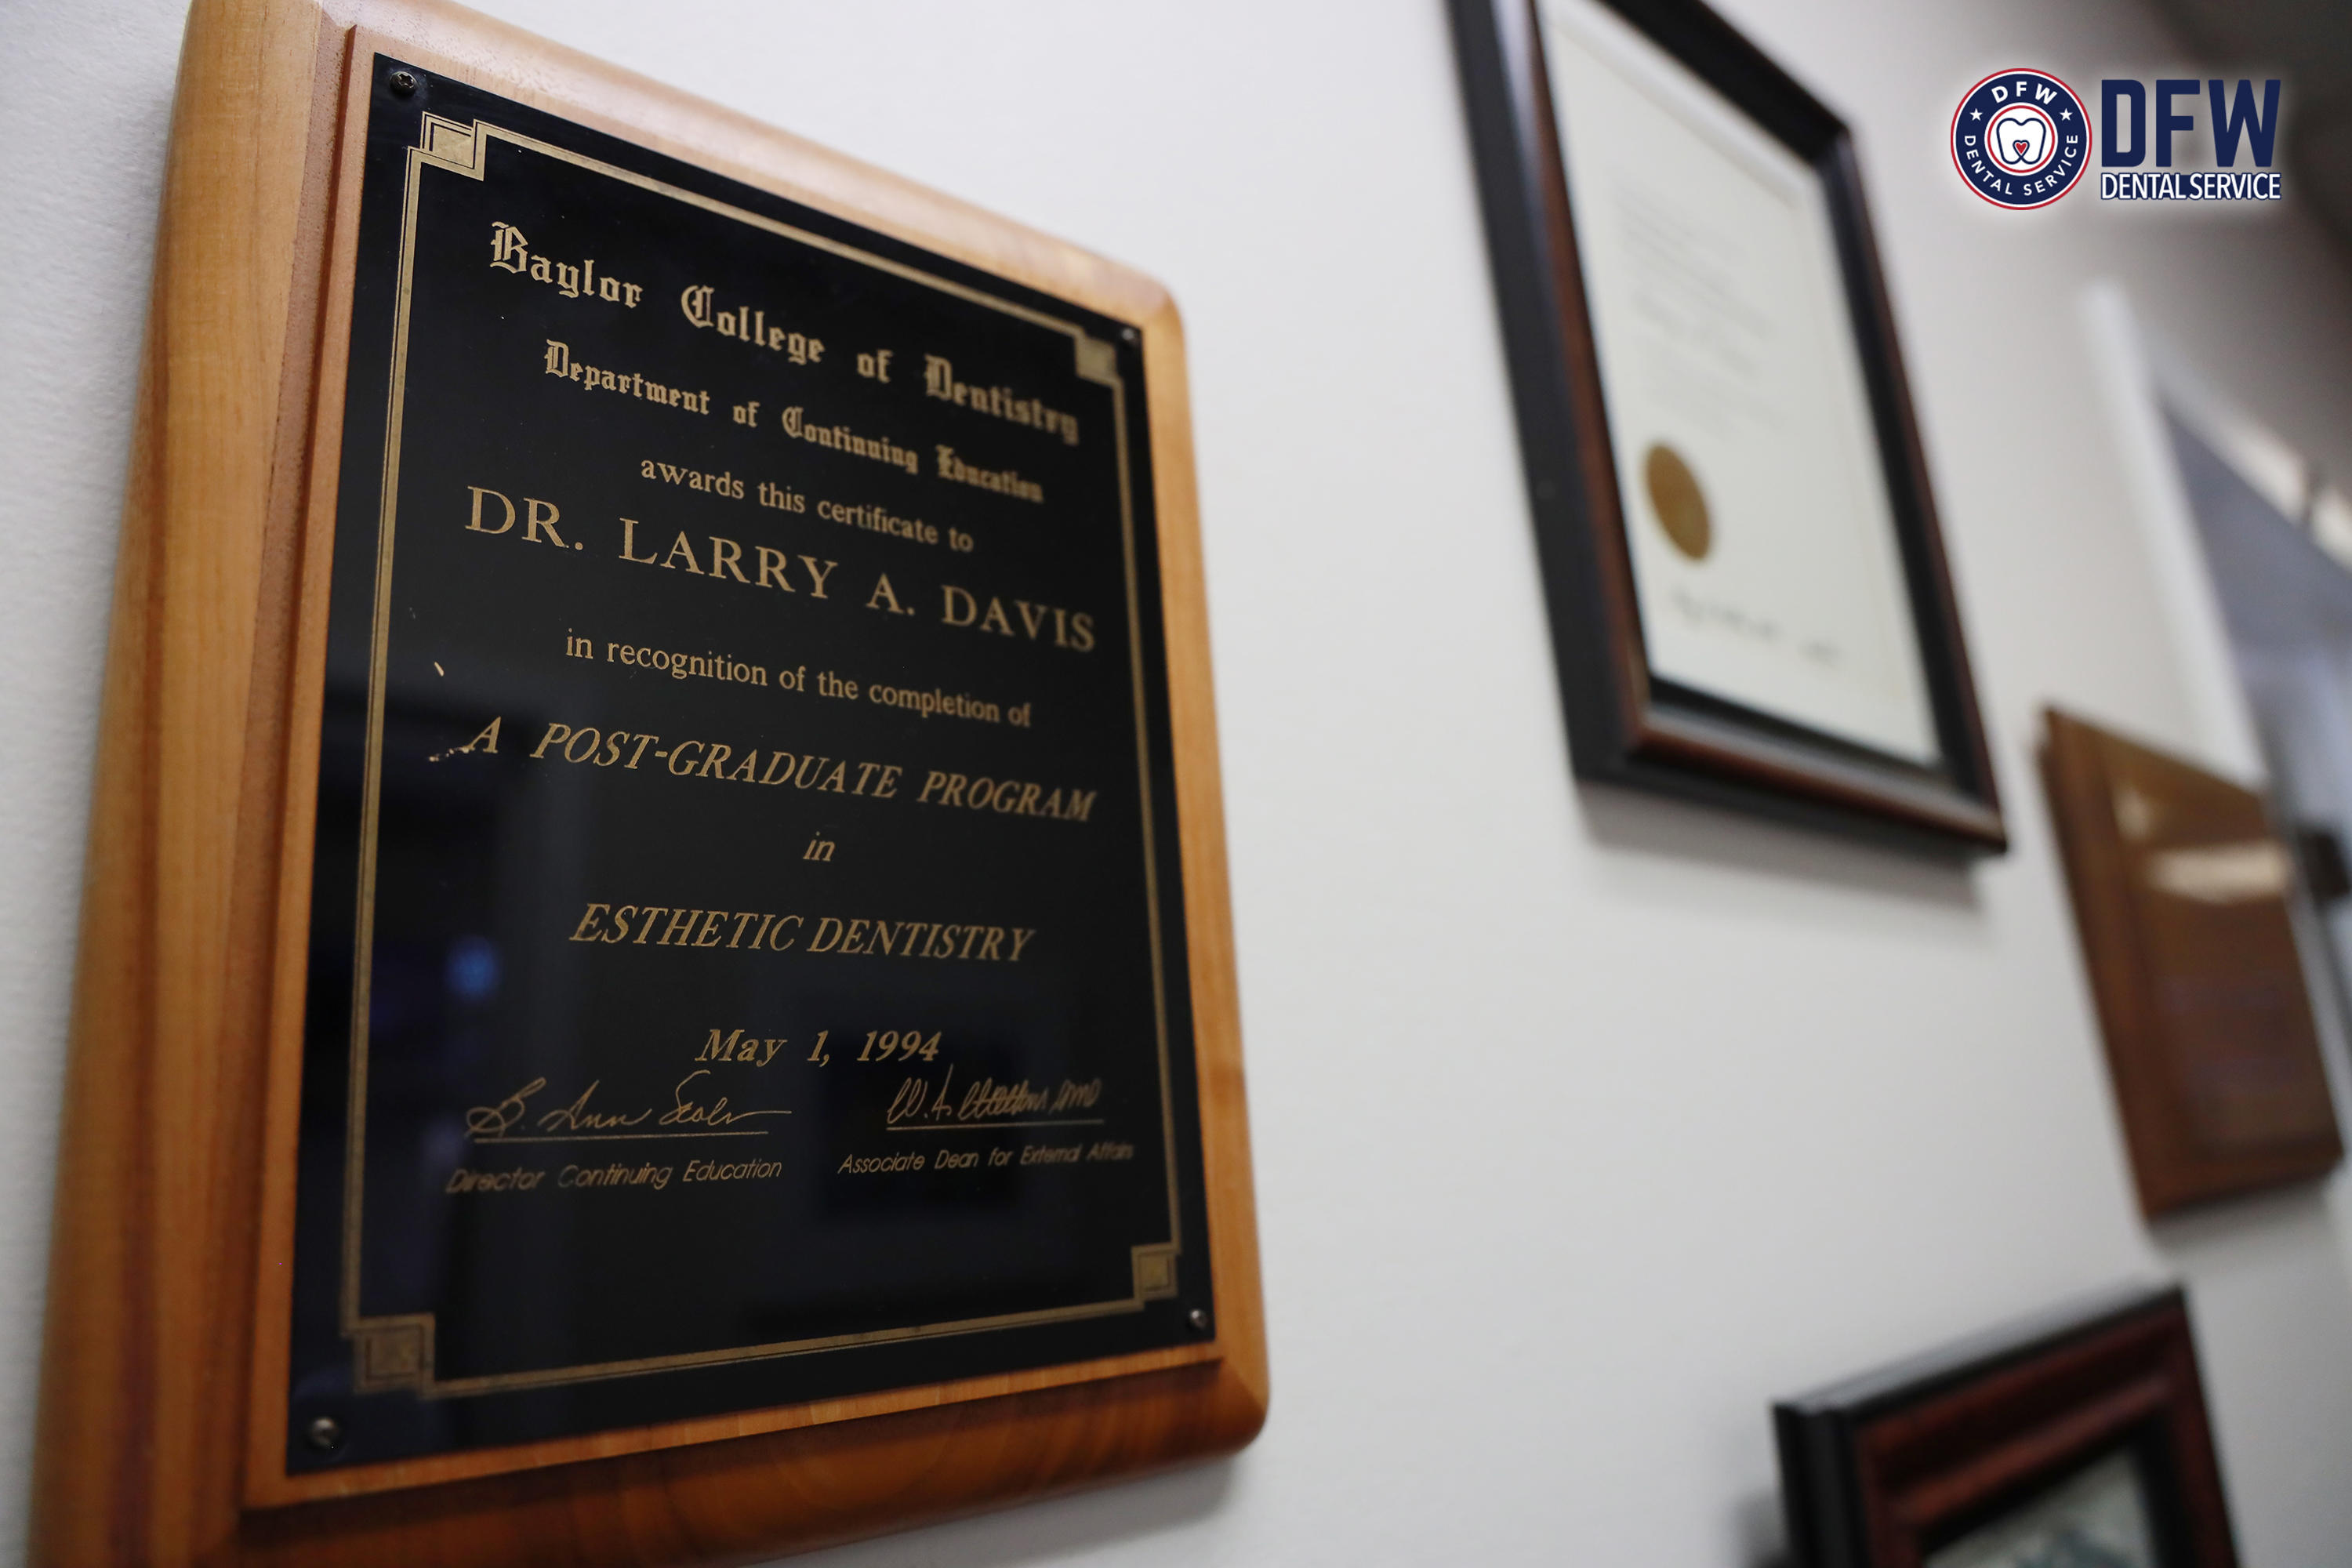 Baylor College of Dentistry
Department of Continuing Education
awards this certificate to
DR. LARRY A. DAVIS
in recognition of the completion of
A POST-GRADUATE PROGRAM
in
ESTHETIC DENTISTRY
May 1, 1994
B. Ann
W. A.
Director Continuing Education
Associate Dean for External Affairs
DFW
DENTAL SERVICE
DFW
DENTAL SERVICE